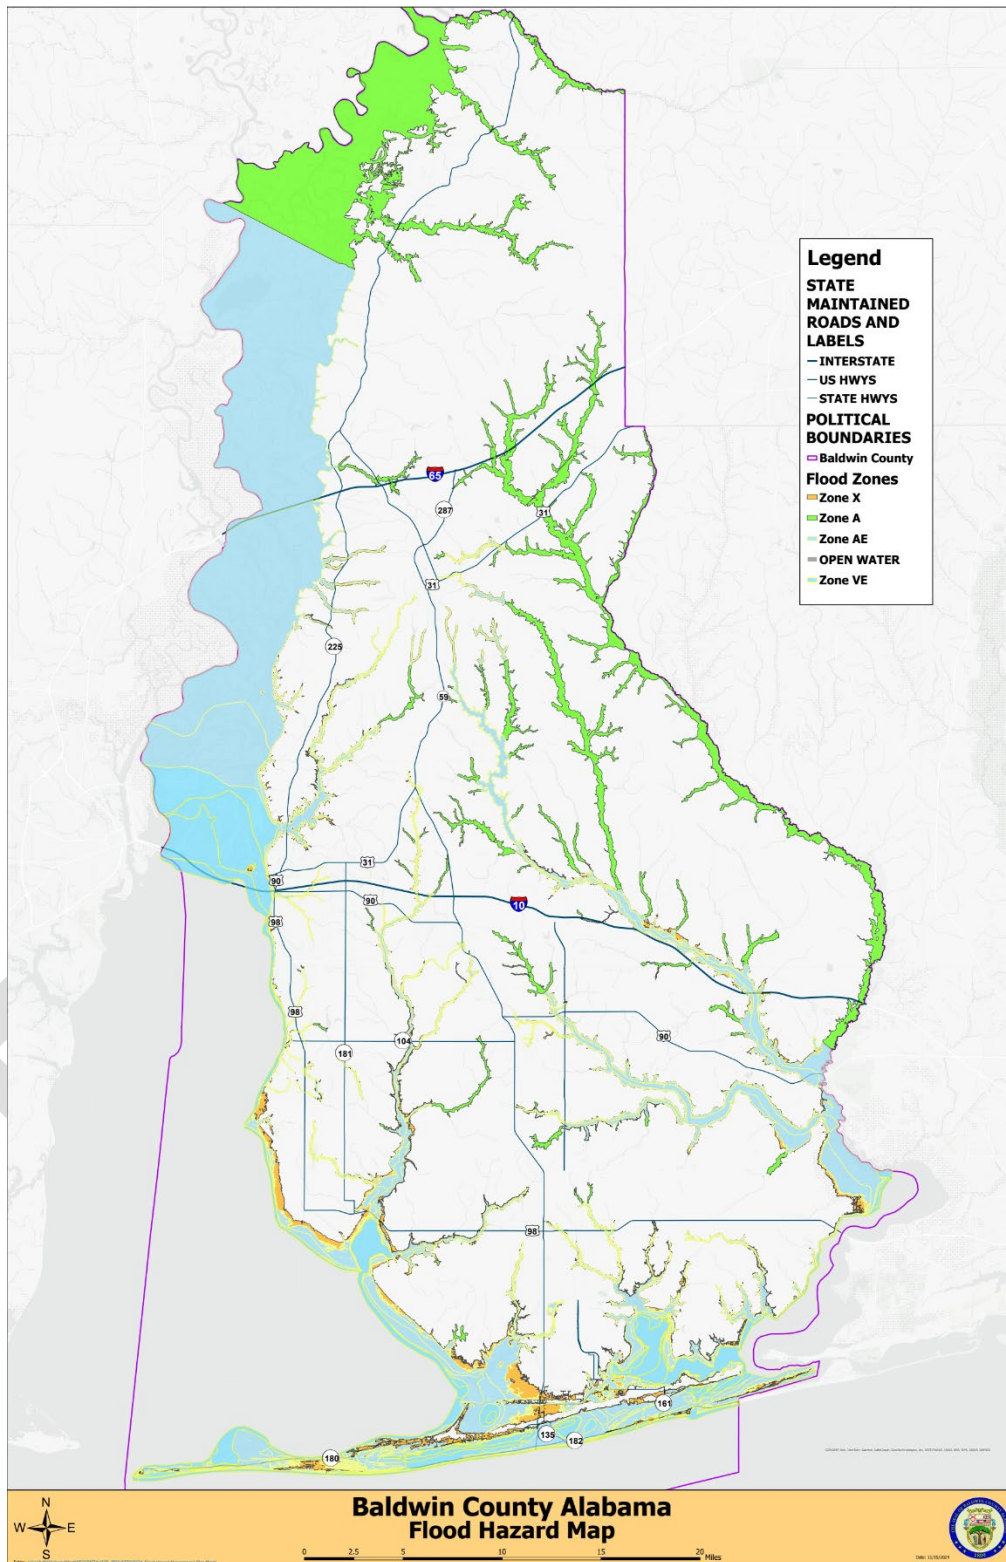 Legend
STATE
MAINTAINED
ROADS AND
LABELS
INTERSTATE
US HWYS
STATE HWYS
POLITICAL
BOUNDARIES
Baldwin County
Flood Zones
Zone X
Zone A
Zone AE
OPEN WATER
Zone VE
65
287
31
31
225
59
31
90
90
10
98
98
90
181
104
98
161
135
182
180
N
W E
S
Baldwin County Alabama
Flood Hazard Map
0 2.5 5 10 15 20
Miles